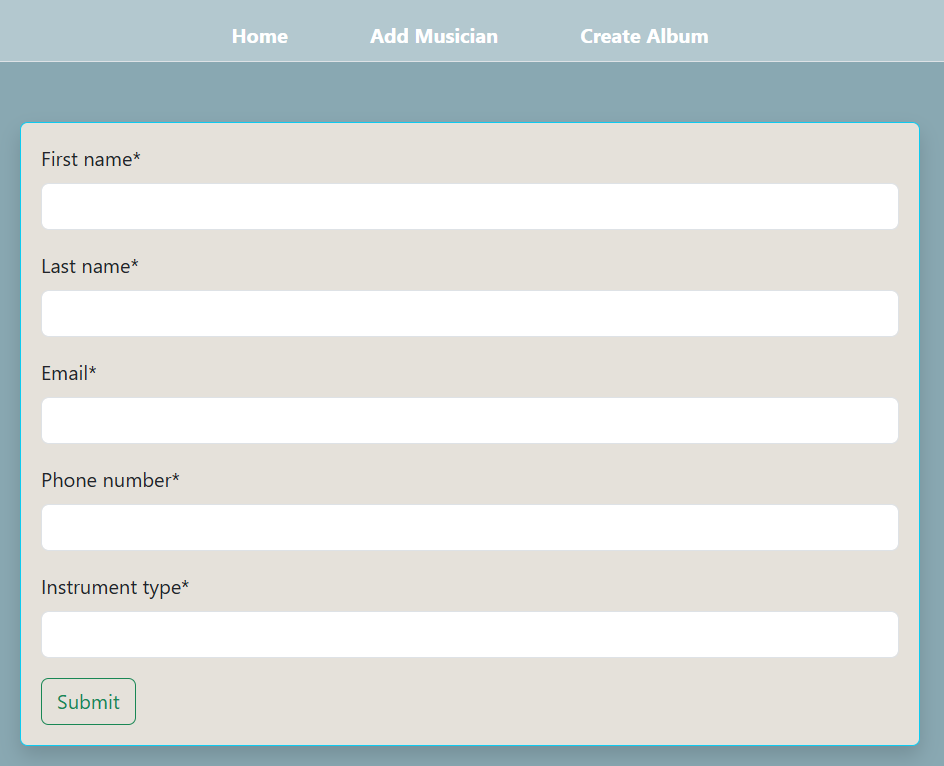 Home Add Musician Create Album
First name*
Last name*
Email*
Phone number*
Instrument type*
Submit